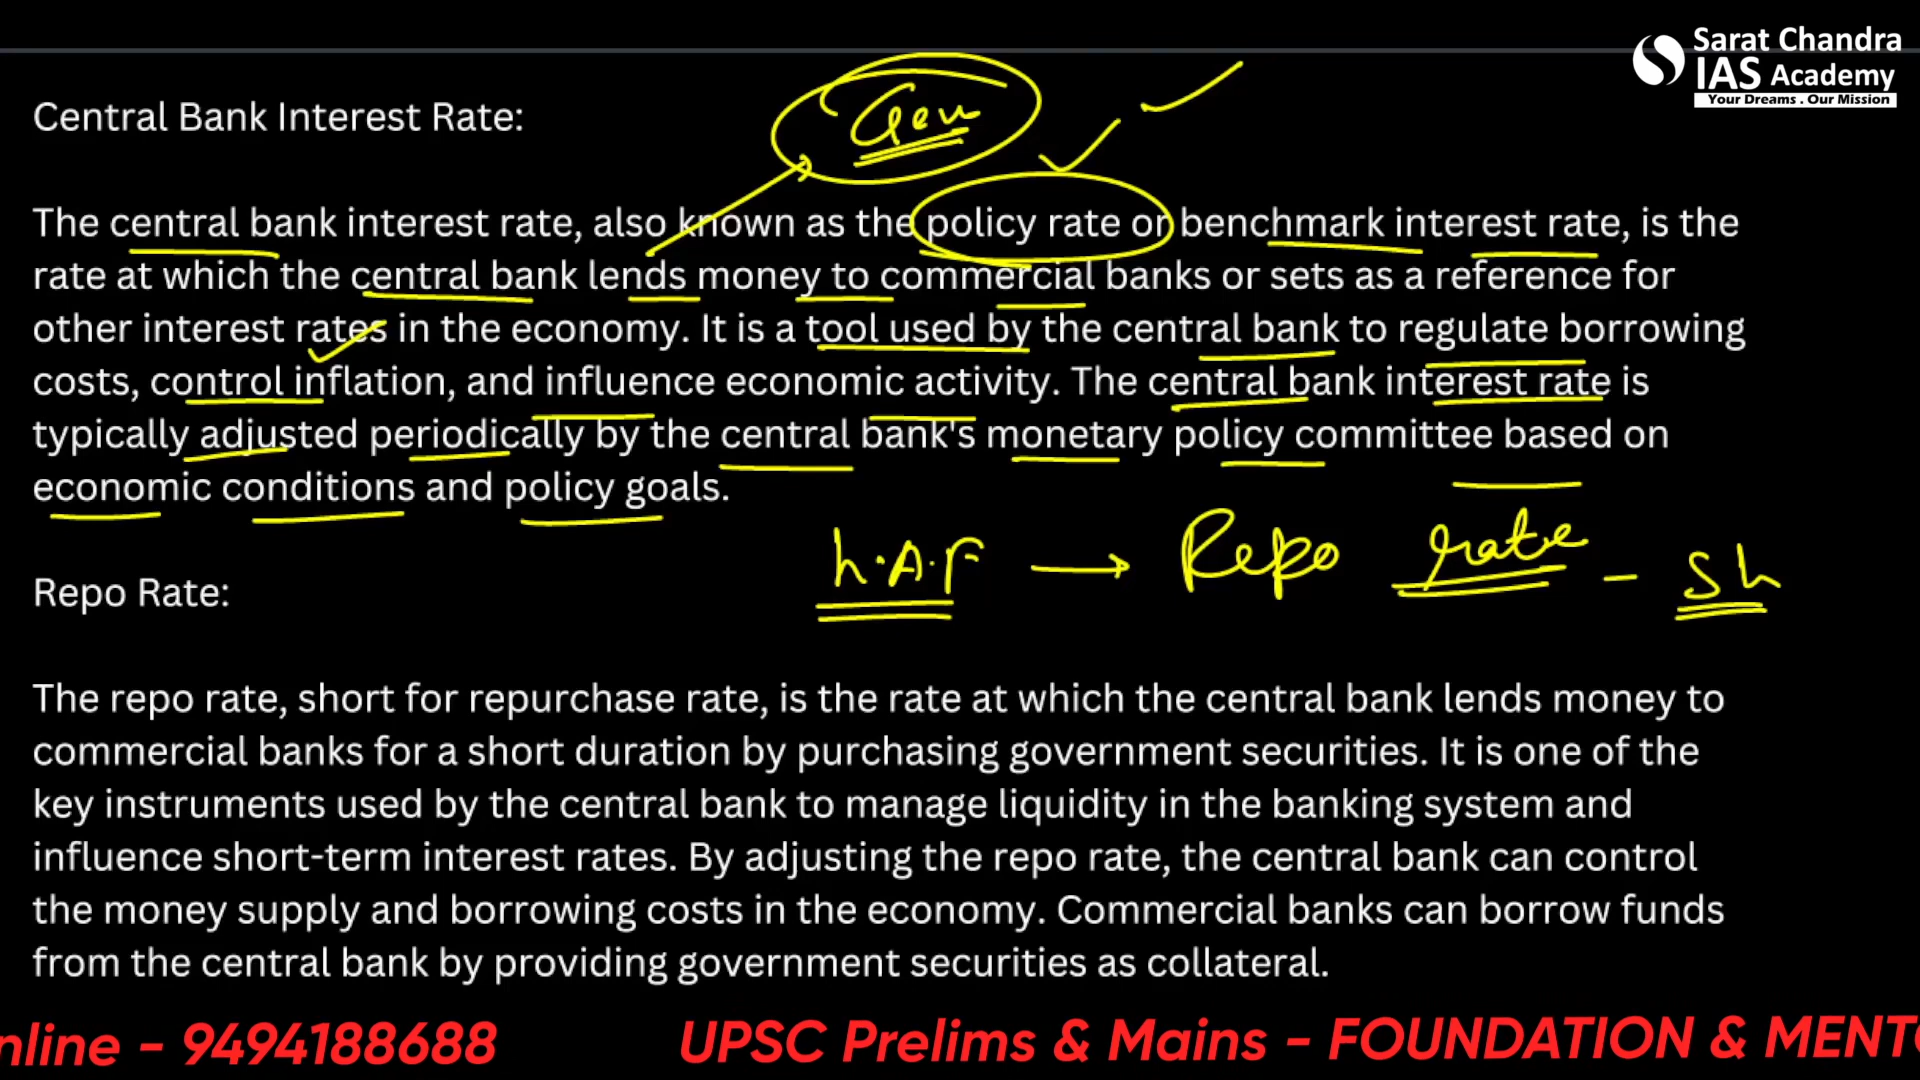 Sarat Chandra
IAS Academy
Your Dreams . Our Mission
Central Bank Interest Rate:
Gen
The central bank interest rate, also known as the policy rate or benchmark interest rate, is the
rate at which the central bank lends money to commercial banks or sets as a reference for
other interest rates in the economy. It is a tool used by the central bank to regulate borrowing
costs, control inflation, and influence economic activity. The central bank interest rate is
typically adjusted periodically by the central bank's monetary policy committee based on
economic conditions and policy goals.
L.A.F → Repo rate - Sh
Repo Rate:
The repo rate, short for repurchase rate, is the rate at which the central bank lends money to
commercial banks for a short duration by purchasing government securities. It is one of the
key instruments used by the central bank to manage liquidity in the banking system and
influence short-term interest rates. By adjusting the repo rate, the central bank can control
the money supply and borrowing costs in the economy. Commercial banks can borrow funds
from the central bank by providing government securities as collateral.
nline - 9494188688 UPSC Prelims & Mains - FOUNDATION & MENT